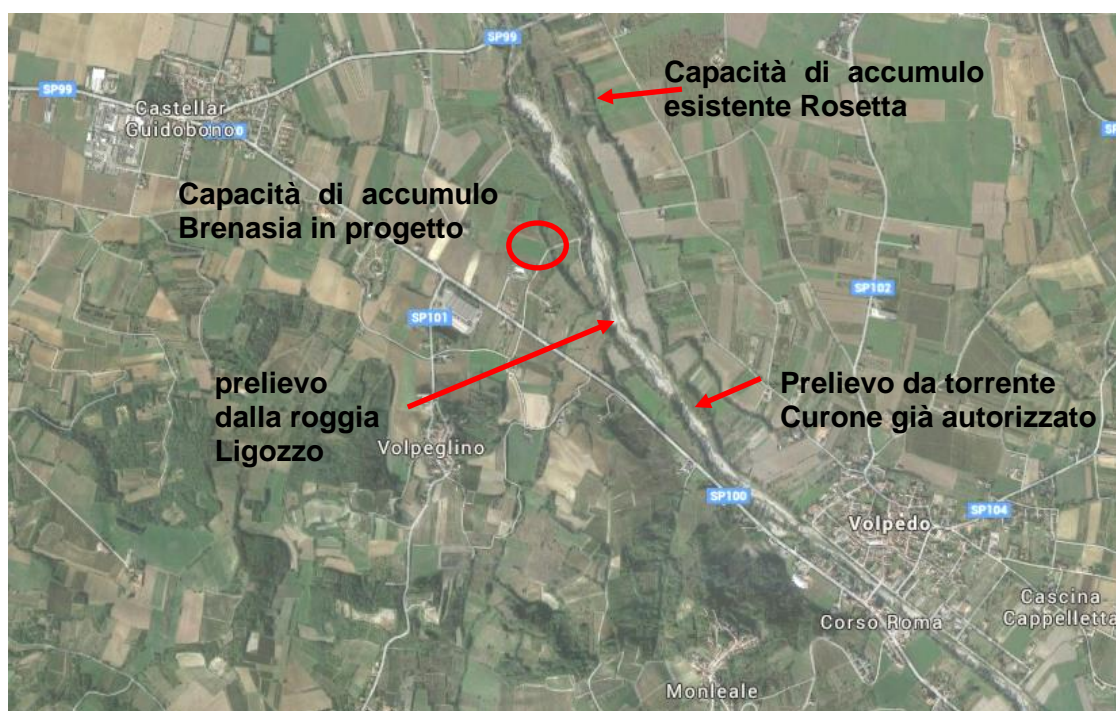 SP99
SP99
Capacità di accumulo
esistente Rosetta
Castellar
Guidobono
Capacità di accumulo
Brenasia in progetto
SP102
SP101
prelievo
dalla roggia
Ligozzo
Prelievo da torrente
Curone già autorizzato
Volpeglino
SP100
SP104
Volpedo
Cascina
Cappelletta
Corso Roma
Monleale